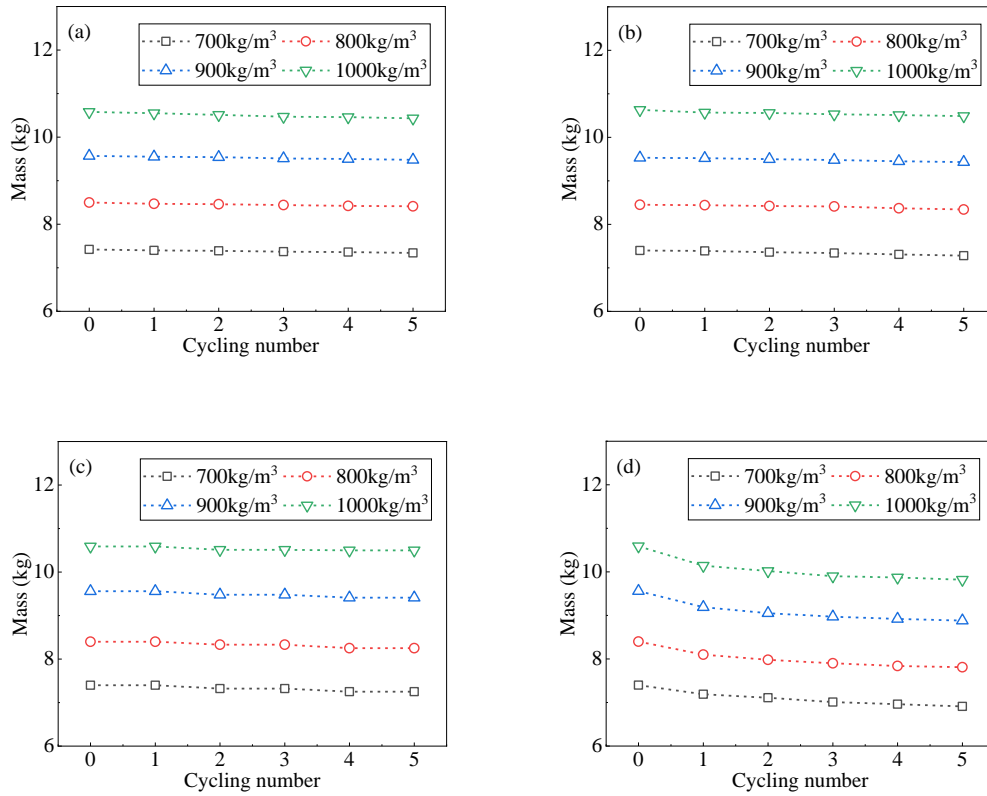 (a)
700kg/m³ 800kg/m³
900kg/m³ 1000kg/m³
12
10
8
6
Mass (kg)
0 1 2 3 4 5
Cycling number
(b)
700kg/m³ 800kg/m³
900kg/m³ 1000kg/m³
12
10
8
6
Mass (kg)
0 1 2 3 4 5
Cycling number
(c)
700kg/m³ 800kg/m³
900kg/m³ 1000kg/m³
12
10
8
6
Mass (kg)
0 1 2 3 4 5
Cycling number
(d)
700kg/m³ 800kg/m³
900kg/m³ 1000kg/m³
12
10
8
6
Mass (kg)
0 1 2 3 4 5
Cycling number